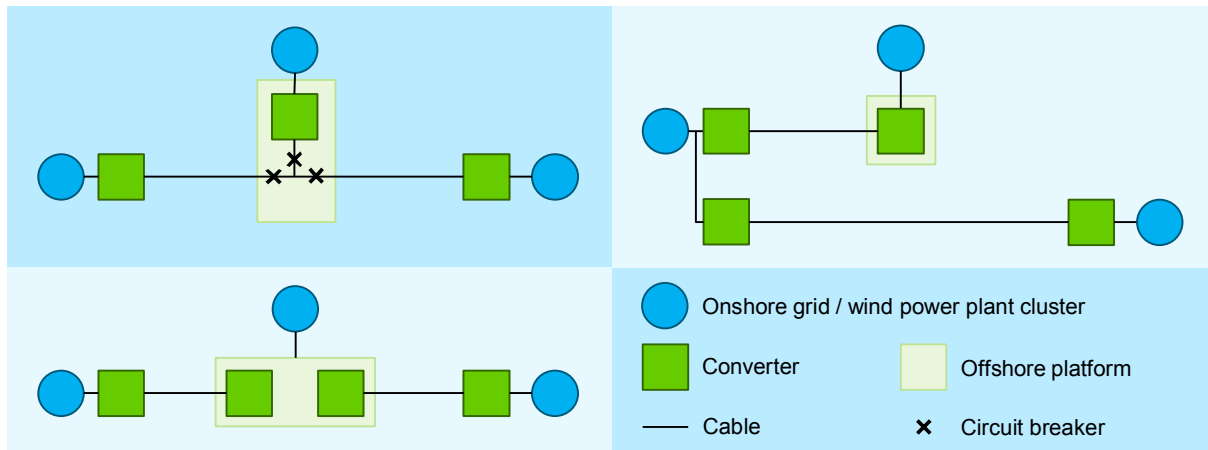 Onshore grid / wind power plant cluster
Converter
Offshore platform
Cable
Circuit breaker